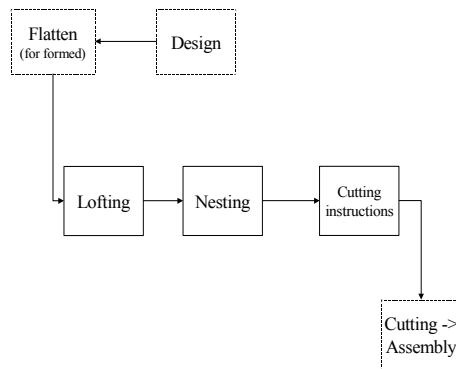 Flatten
(for formed)
Design
Lofting
Nesting
Cutting
instructions
Cutting ->
Assembly